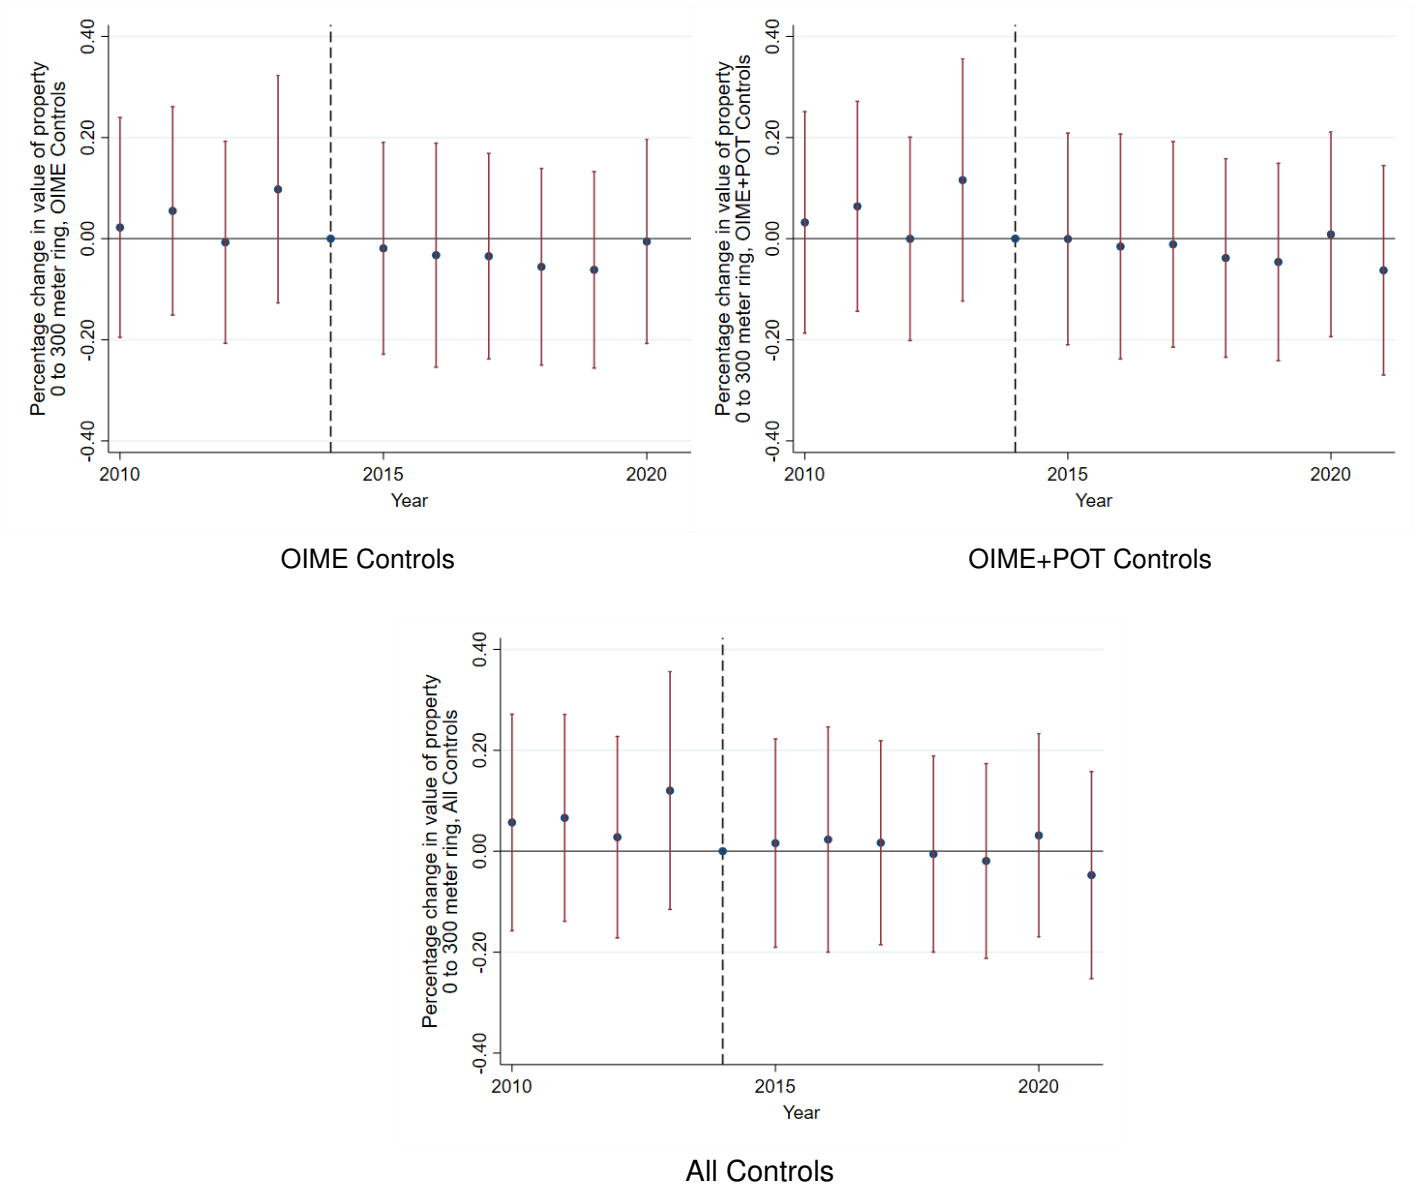 Percentage change in value of property
0 to 300 meter ring, OIME Controls
0.40
0.20
0.00
-0.20
-0.40
2010 2015 2020
Year
OIME Controls
Percentage change in value of property
0 to 300 meter ring, OIME+POT Controls
0.40
0.20
0.00
-0.20
-0.40
2010 2015 2020
Year
OIME+POT Controls
Percentage change in value of property
0 to 300 meter ring, All Controls
0.40
0.20
0.00
-0.20
-0.40
2010 2015 2020
Year
All Controls